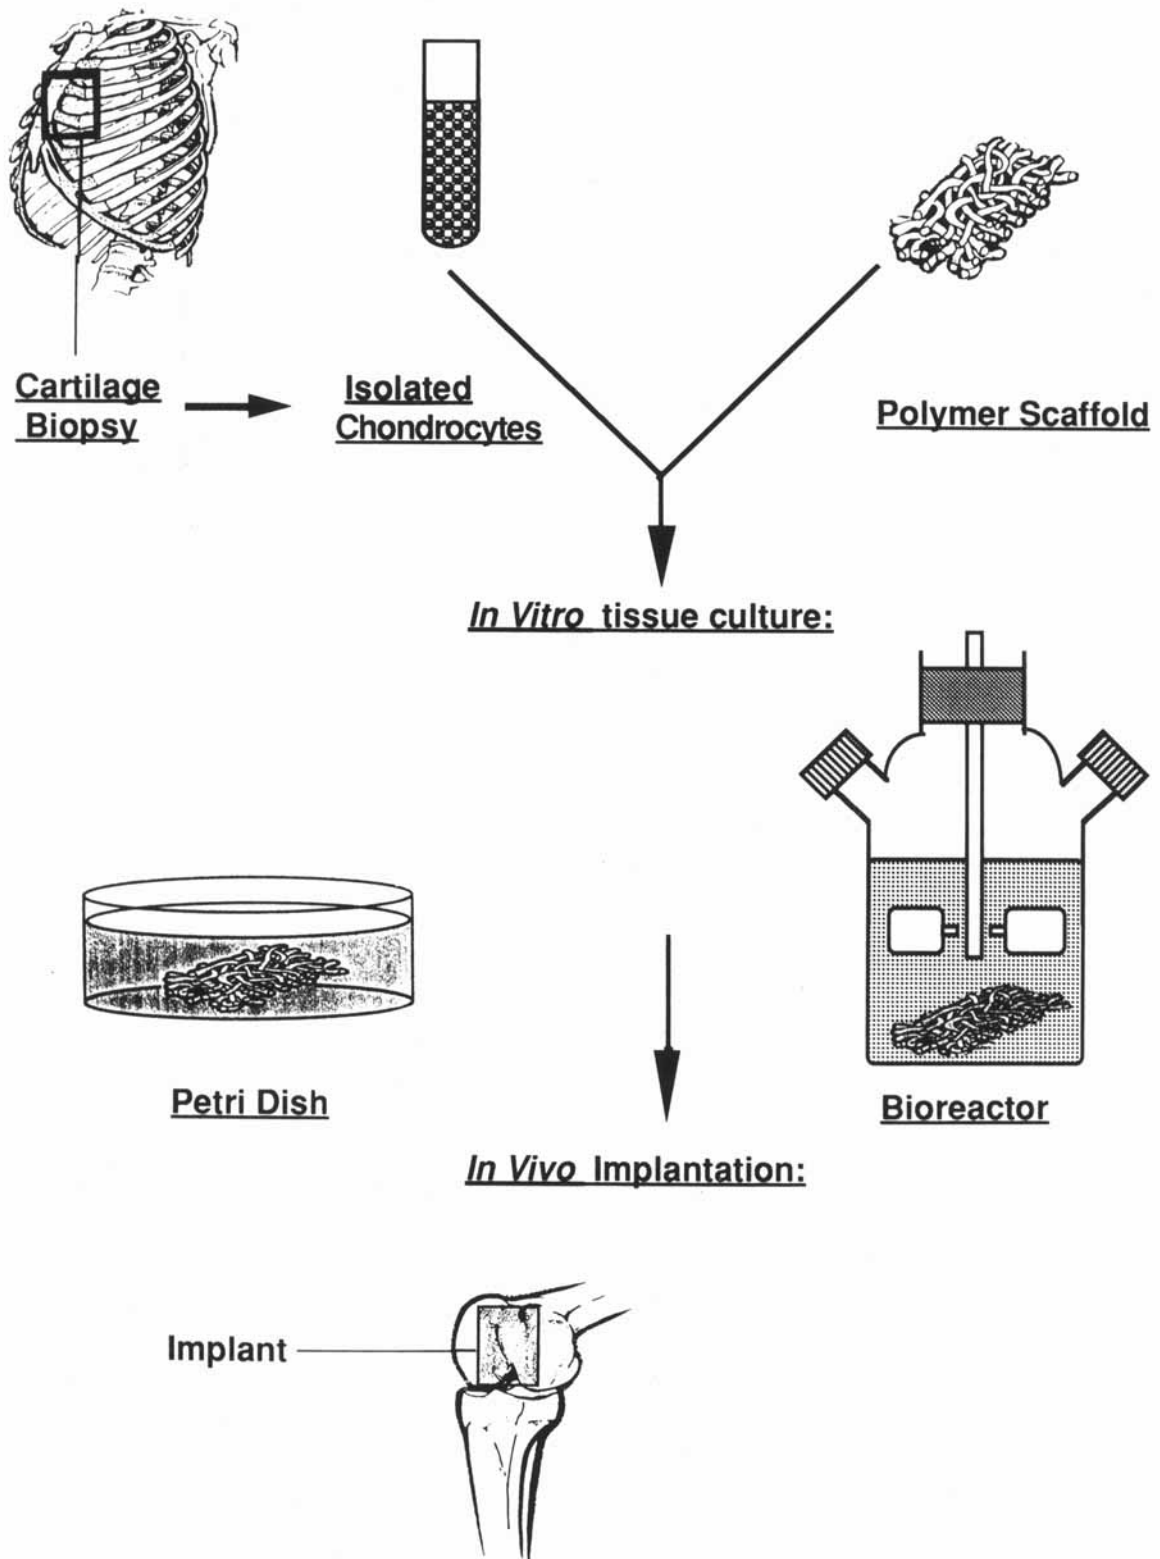 Cartilage
Biopsy
Isolated
Chondrocytes
Polymer Scaffold
In Vitro tissue culture:
Petri Dish
Bioreactor
In Vivo Implantation:
Implant